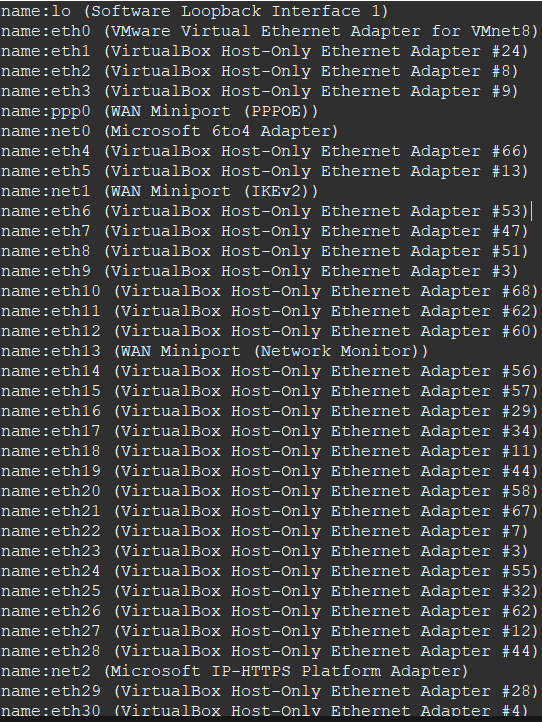 name:lo (Software Loopback Interface 1)
name:eth0 (VMware Virtual Ethernet Adapter for VMnet8)
name:eth1 (VirtualBox Host-Only Ethernet Adapter #24)
name:eth2 (VirtualBox Host-Only Ethernet Adapter #8)
name:eth3 (VirtualBox Host-Only Ethernet Adapter #9)
name:ppp0 (WAN Miniport (PPPOE))
name:net0 (Microsoft 6to4 Adapter)
name:eth4 (VirtualBox Host-Only Ethernet Adapter #66)
name:eth5 (VirtualBox Host-Only Ethernet Adapter #13)
name:net1 (WAN Miniport (IKEv2))
name:eth6 (VirtualBox Host-Only Ethernet Adapter #53)
name:eth7 (VirtualBox Host-Only Ethernet Adapter #47)
name:eth8 (VirtualBox Host-Only Ethernet Adapter #51)
name:eth9 (VirtualBox Host-Only Ethernet Adapter #3)
name:eth10 (VirtualBox Host-Only Ethernet Adapter #68)
name:eth11 (VirtualBox Host-Only Ethernet Adapter #62)
name:eth12 (VirtualBox Host-Only Ethernet Adapter #60)
name:eth13 (WAN Miniport (Network Monitor))
name:eth14 (VirtualBox Host-Only Ethernet Adapter #56)
name:eth15 (VirtualBox Host-Only Ethernet Adapter #57)
name:eth16 (VirtualBox Host-Only Ethernet Adapter #29)
name:eth17 (VirtualBox Host-Only Ethernet Adapter #34)
name:eth18 (VirtualBox Host-Only Ethernet Adapter #11)
name:eth19 (VirtualBox Host-Only Ethernet Adapter #44)
name:eth20 (VirtualBox Host-Only Ethernet Adapter #58)
name:eth21 (VirtualBox Host-Only Ethernet Adapter #67)
name:eth22 (VirtualBox Host-Only Ethernet Adapter #7)
name:eth23 (VirtualBox Host-Only Ethernet Adapter #3)
name:eth24 (VirtualBox Host-Only Ethernet Adapter #55)
name:eth25 (VirtualBox Host-Only Ethernet Adapter #32)
name:eth26 (VirtualBox Host-Only Ethernet Adapter #62)
name:eth27 (VirtualBox Host-Only Ethernet Adapter #12)
name:eth28 (VirtualBox Host-Only Ethernet Adapter #44)
name:net2 (Microsoft IP-HTTPS Platform Adapter)
name:eth29 (VirtualBox Host-Only Ethernet Adapter #28)
name:eth30 (VirtualBox Host-Only Ethernet Adapter #4)